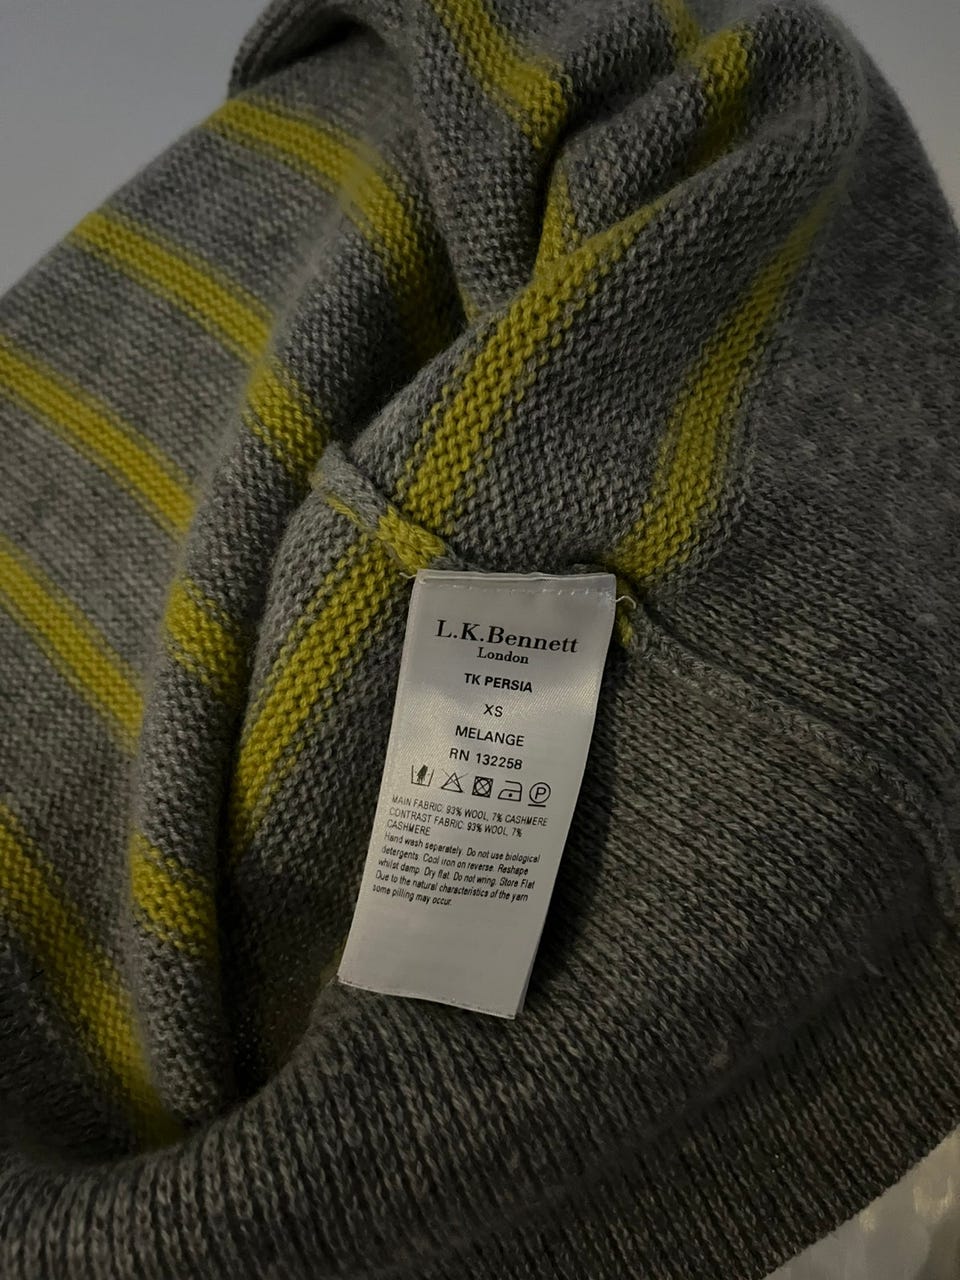 L.K.Bennett
London
TK PERSIA
XS
MELANGE
RN 132258
P
MAIN FABRIC: 93% WOOL, 7% CASHMERE
CONTRAST FABRIC: 93% WOOL, 7%
CASHMERE
Hand wash separately. Do not use biological
detergents. Cool iron on reverse. Reshape
whilst damp. Dry flat. Do not wring. Store Flat
Due to the natural characteristics of the yarn
some pilling may occur.